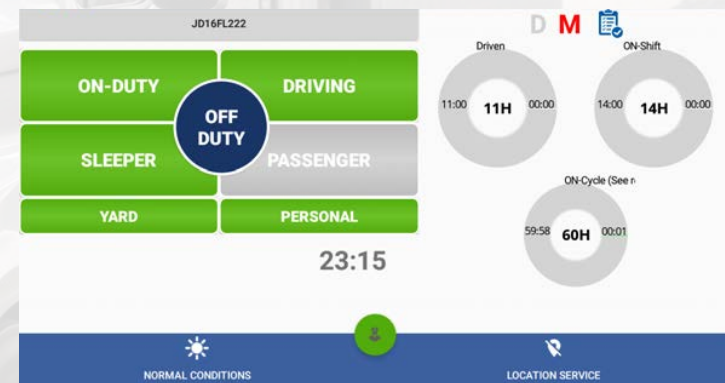 JD16FL222
D M
ON-DUTY
DRIVING
OFF
DUTY
SLEEPER
PASSENGER
YARD
PERSONAL
23:15
Driven
11:00 11H 00:00
ON-Shift
14:00 14H 00:00
ON-Cycle (See r
59:58 60H 00:01
NORMAL CONDITIONS
LOCATION SERVICE